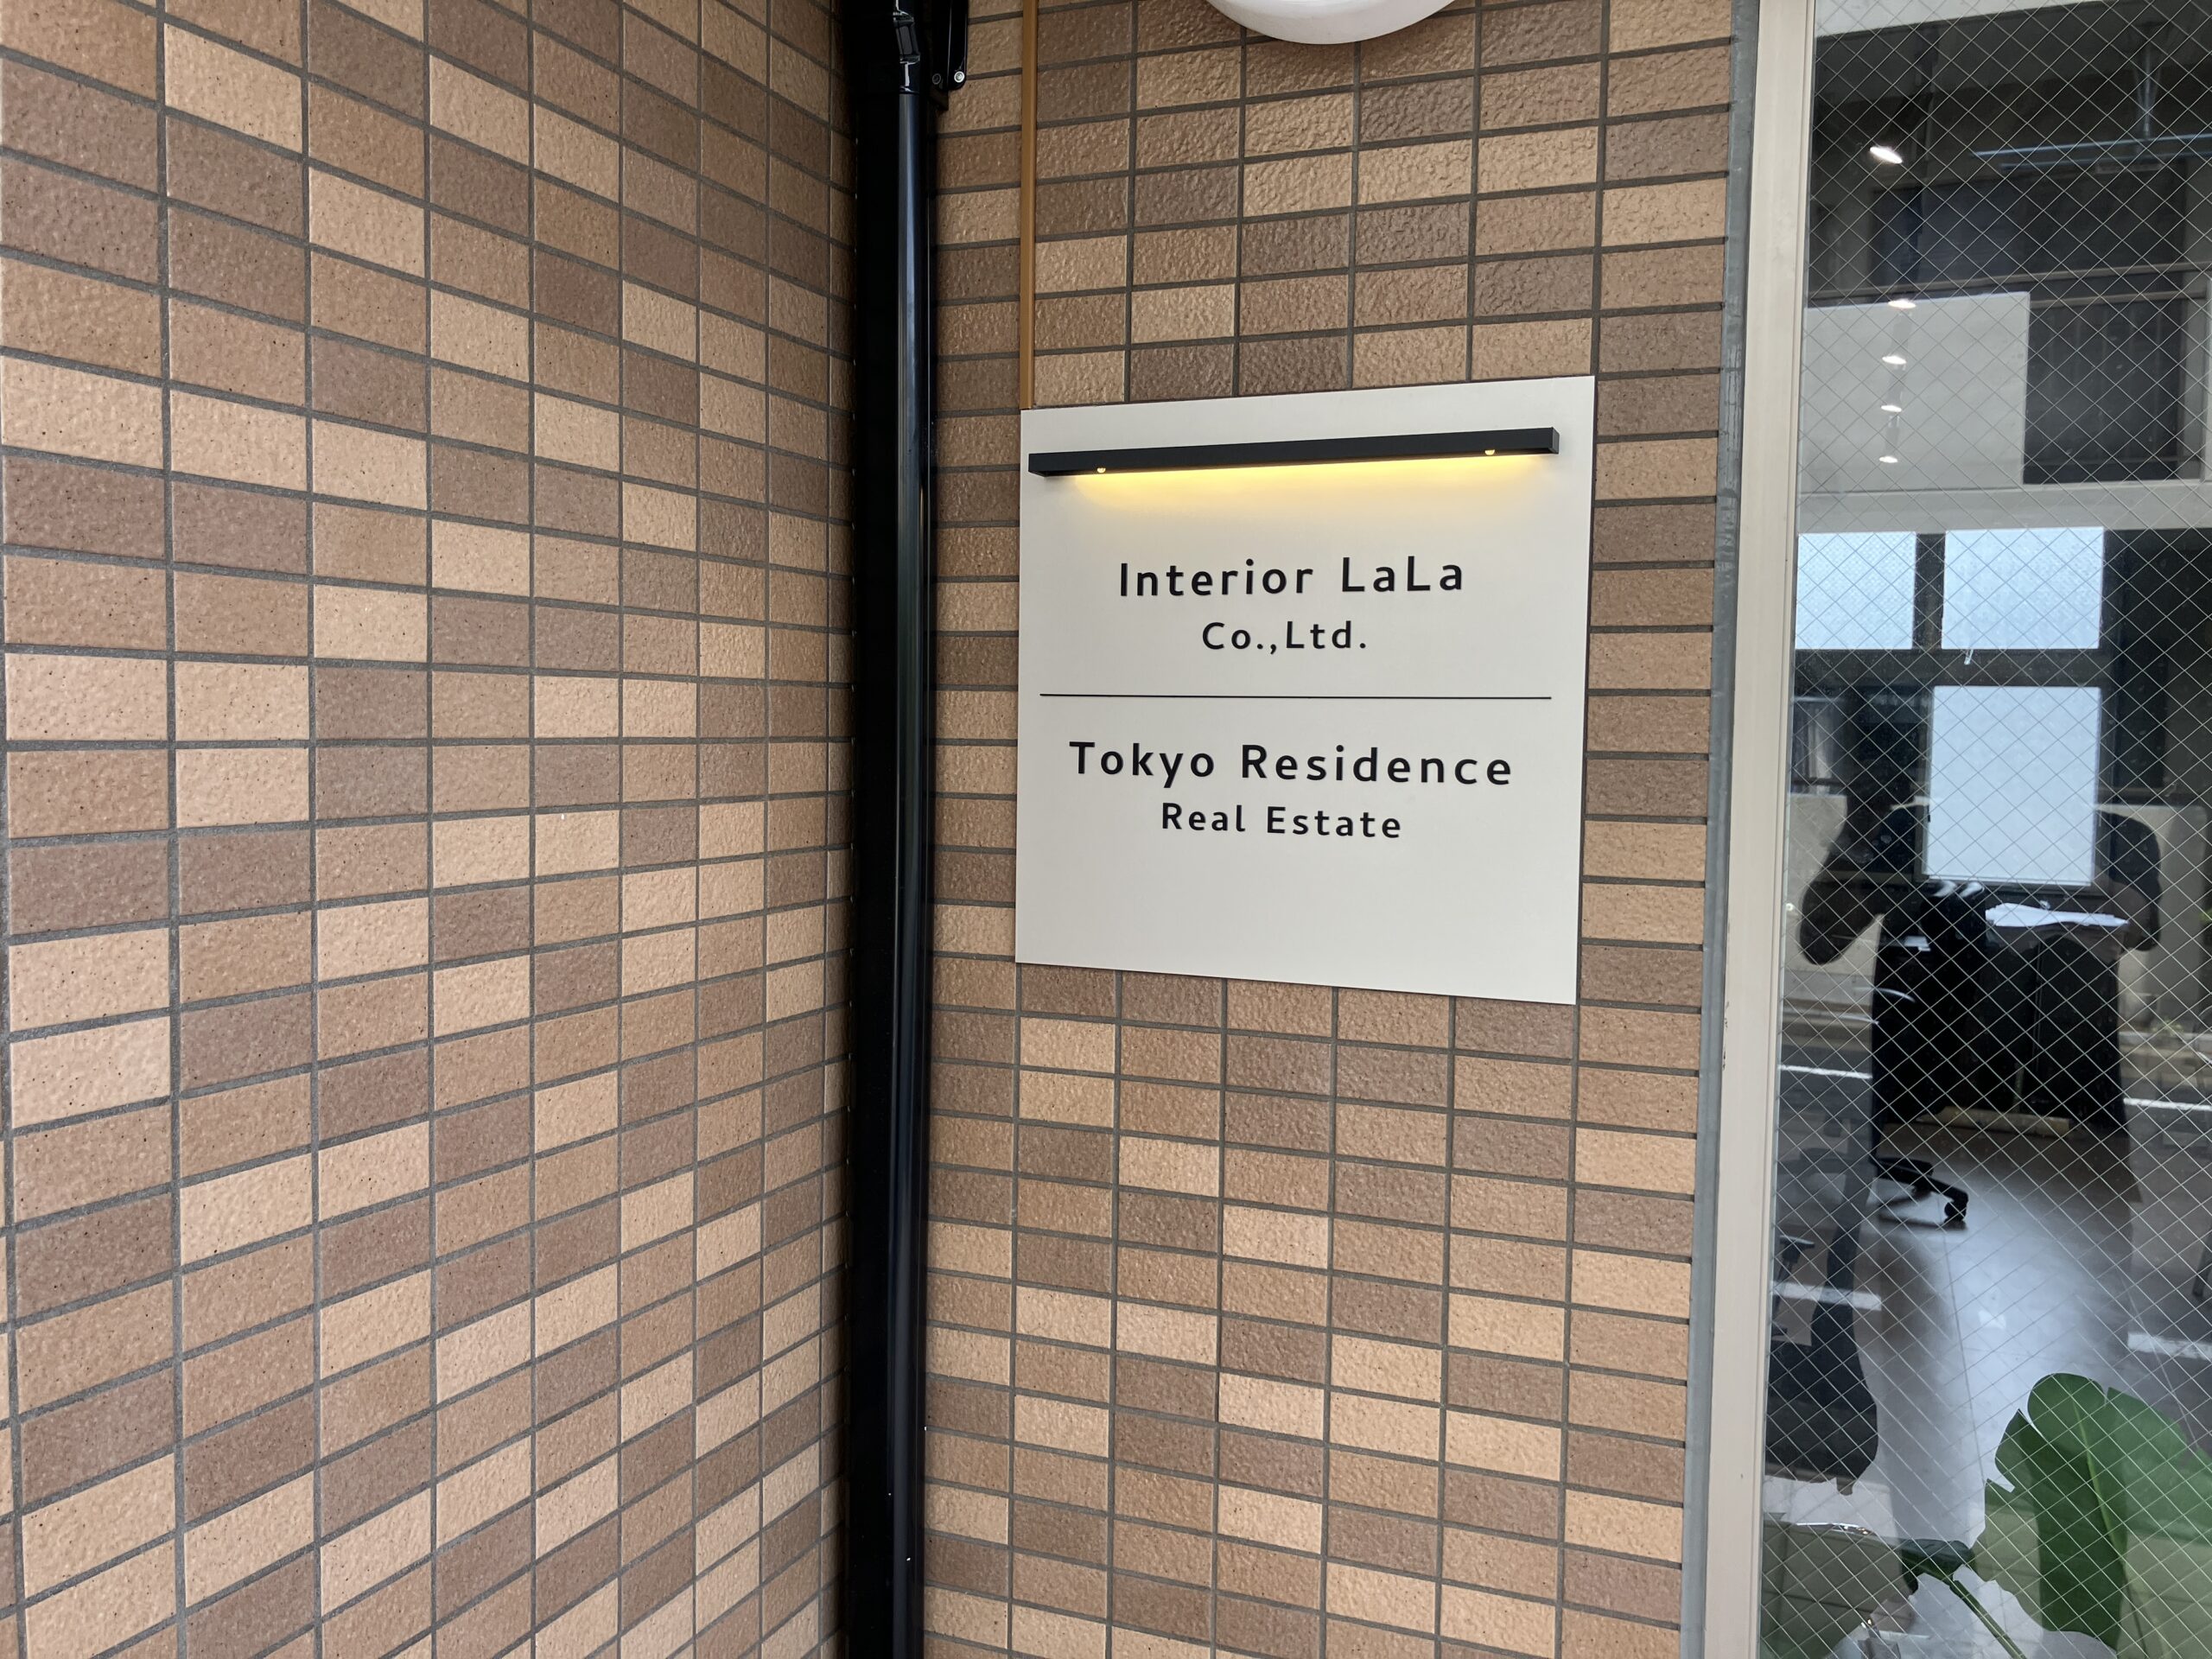 Interior LaLa
Co.,Ltd.
Tokyo Residence
Real Estate